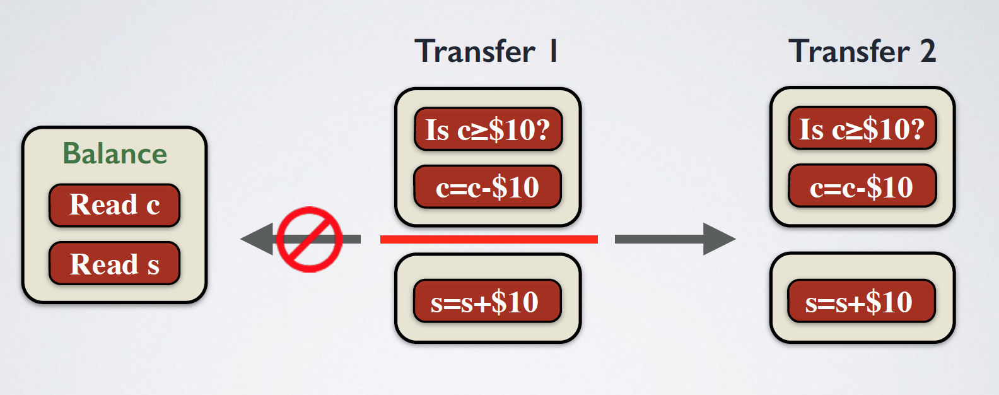 Balance
Read c
Read s
Transfer 1
Is c≥$10?
c=c-$10
s=s+$10
Transfer 2
Is c≥$10?
c=c-$10
s=s+$10